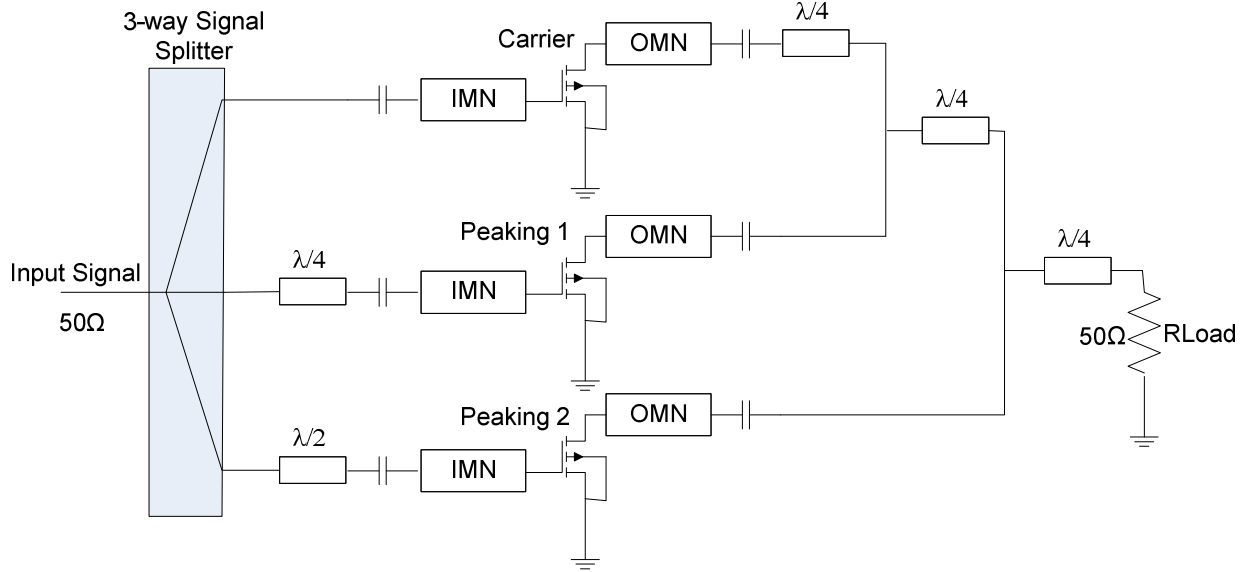 3-way Signal
Splitter
Carrier
OMN
λ/4
IMN
λ/4
Peaking 1
OMN
Input Signal
50Ω
λ/4
IMN
λ/4
50Ω
RLoad
Peaking 2
OMN
λ/2
IMN